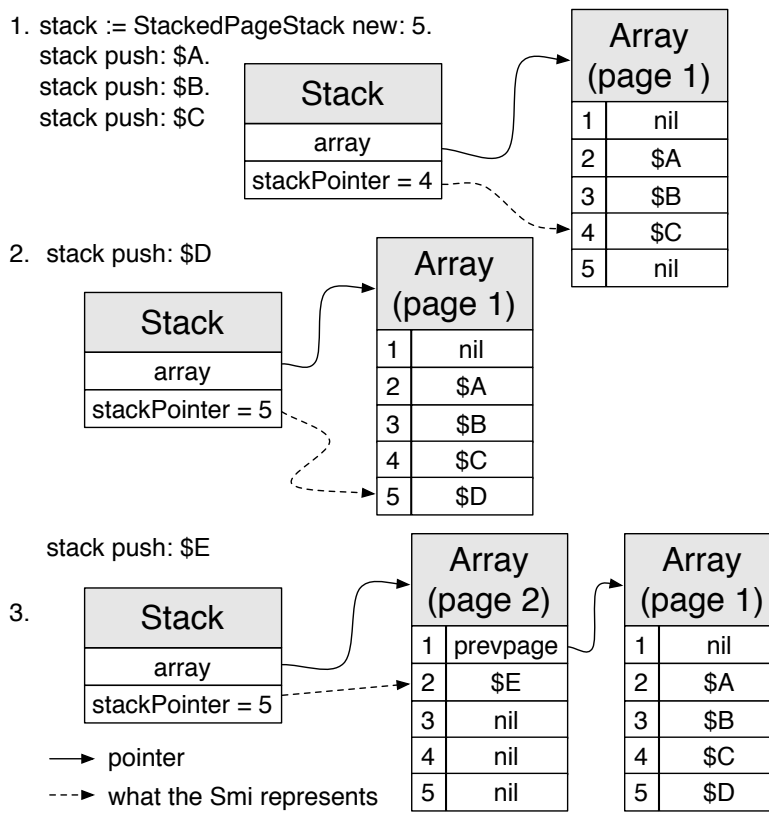 1. stack := StackedPageStack new: 5.
stack push: $A.
stack push: $B.
stack push: $C
Stack
array
stackPointer = 4
Array
(page 1)
1 nil
2 $A
3 $B
4 $C
5 nil
2. stack push: $D
Stack
array
stackPointer = 5
Array
(page 1)
1 nil
2 $A
3 $B
4 $C
5 $D
stack push: $E
3.
Stack
array
stackPointer = 5
Array
(page 2)
1 prevpage
2 $E
3 nil
4 nil
5 nil
Array
(page 1)
1 nil
2 $A
3 $B
4 $C
5 $D
pointer
what the Smi represents